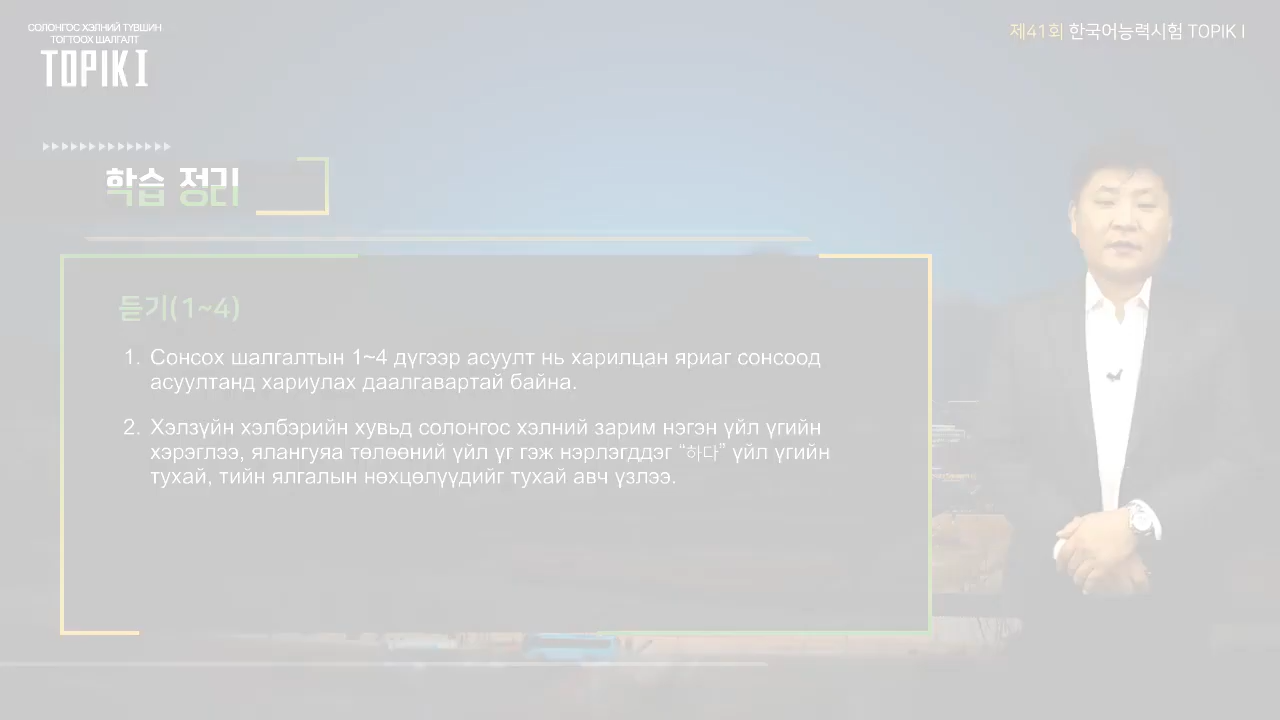 СОЛОНГОС ХЭЛНИЙ ТҮВШИН
ТОГТООХ ШАЛГАЛТ
TOPIK I
제41회 한국어능력시험 TOPIK I
학습 정리
듣기(1~4)
1. Сонсох шалгалтын 1~4 дүгээр асуулт нь харилцан яриаг сонсоод
асуултанд хариулах даалгавартай байна.
2. Хэлзүйн хэлбэрийн хувьд солонгос хэлний зарим нэгэн үйл үгийн
хэрэглээ, ялангуяа төлөөний үйл үг гэж нэрлэгддэг “하다” үйл үгийн
тухай, тийн ялгалын нөхцөлүүдийг тухай авч үзлээ.